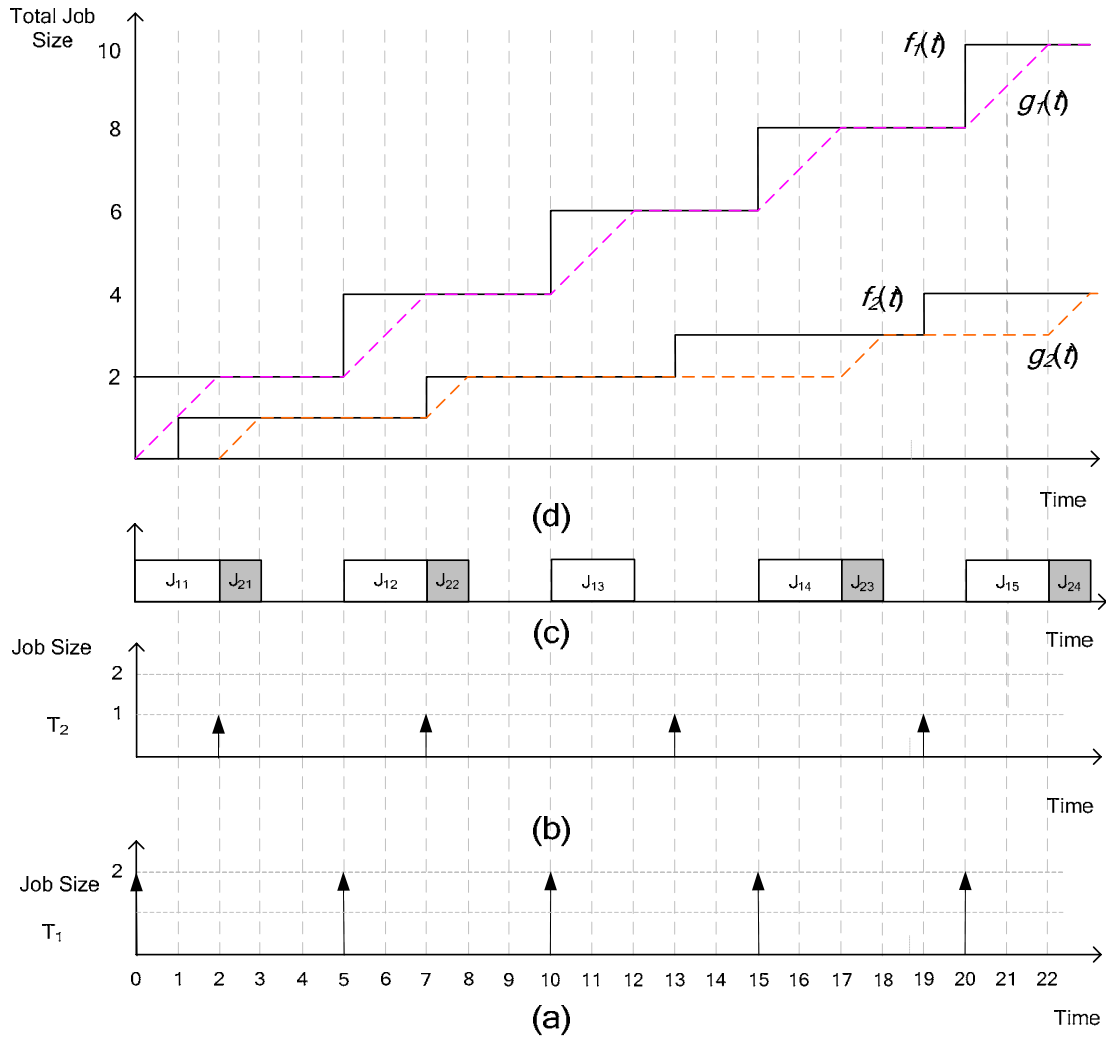 Total Job
Size
10
8
6
4
2
f₁(t)
g₁(t)
f₂(t)
g₂(t)
Time
(d)
J₁₁
J₂₁
J₁₂
J₂₂
J₁₃
J₁₄
J₂₃
J₁₅
J₂₄
Time
(c)
Job Size
2
1
T₂
Time
(b)
2
Job Size
T₁
0 1 2 3 4 5 6 7 8 9 10 11 12 13 14 15 16 17 18 19 20 21 22
Time
(a)